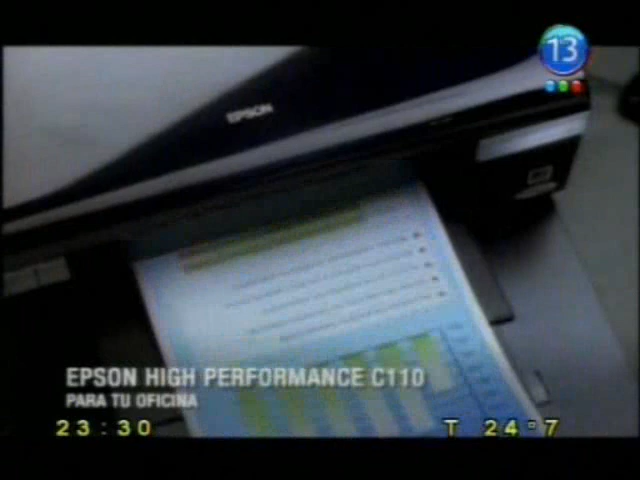 13
EPSON
EPSON HIGH PERFORMANCE C110
PARA TU OFICINA
23:30
T 24°7